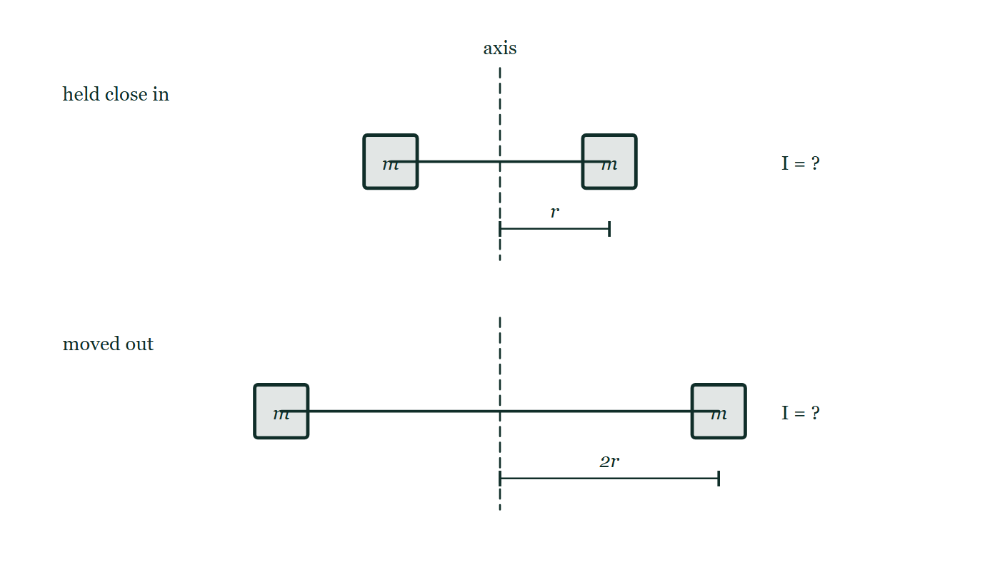 axis
held close in
m
m
I = ?
r
moved out
m
m
I = ?
2r